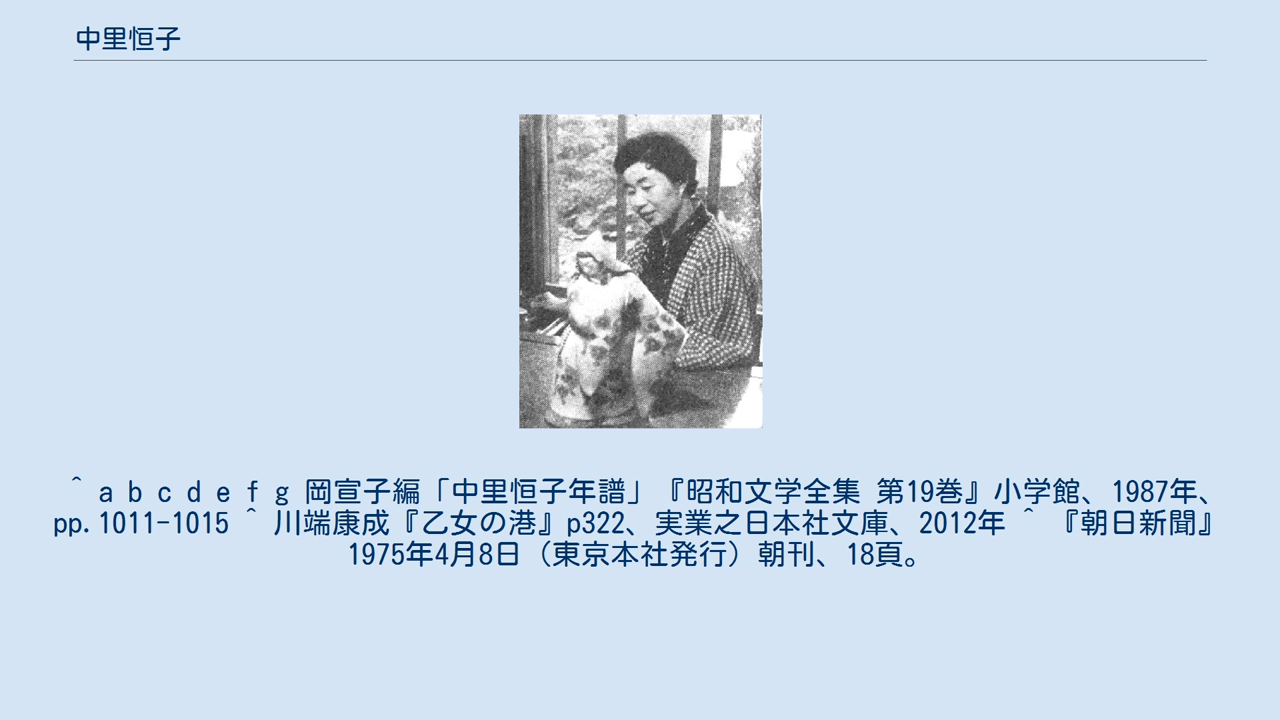 中里恒子
^ a b c d e f g 岡宣子編「中里恒子年譜」『昭和文学全集 第19巻』小学館、1987年、
pp.1011-1015 ^ 川端康成『乙女の港』p322、実業之日本社文庫、2012年 ^ 『朝日新聞』
1975年4月8日（東京本社発行）朝刊、18頁。